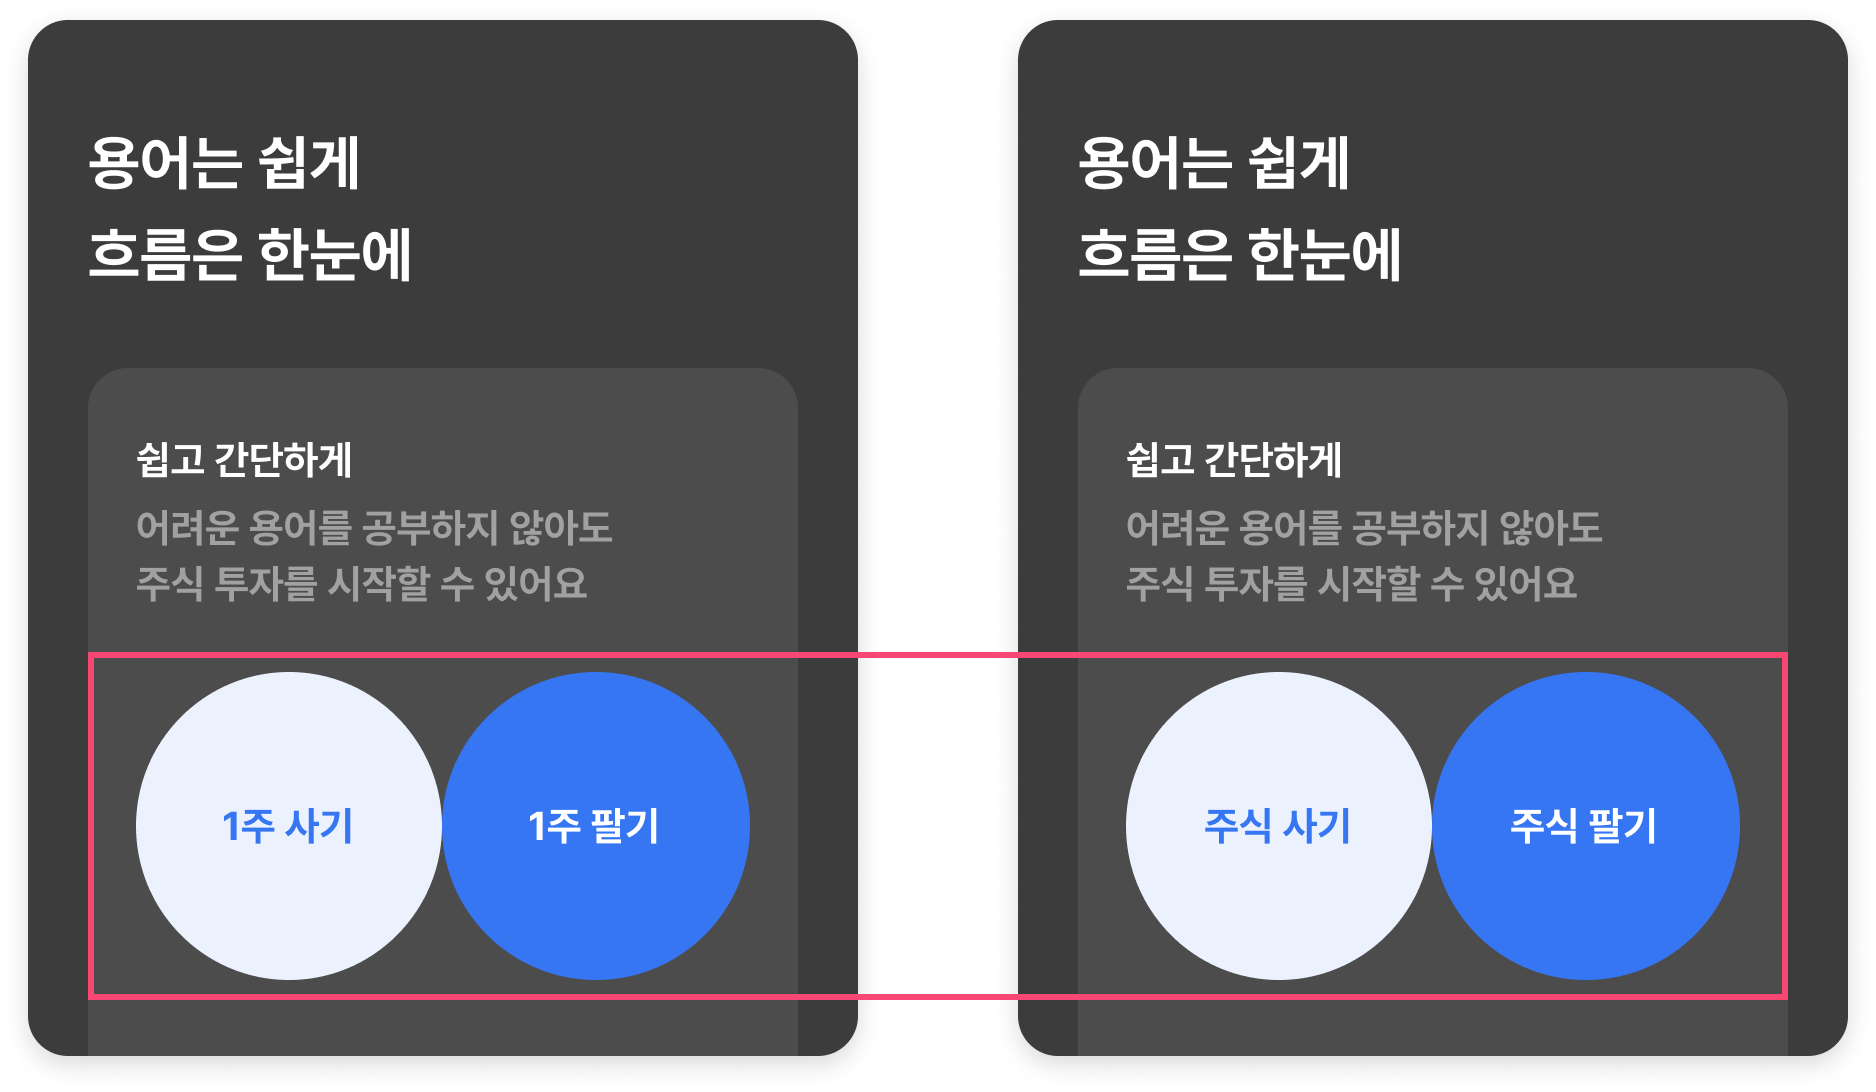 용어는 쉽게
흐름은 한눈에
쉽고 간단하게
어려운 용어를 공부하지 않아도
주식 투자를 시작할 수 있어요
1주 사기
1주 팔기
용어는 쉽게
흐름은 한눈에
쉽고 간단하게
어려운 용어를 공부하지 않아도
주식 투자를 시작할 수 있어요
주식 사기
주식 팔기